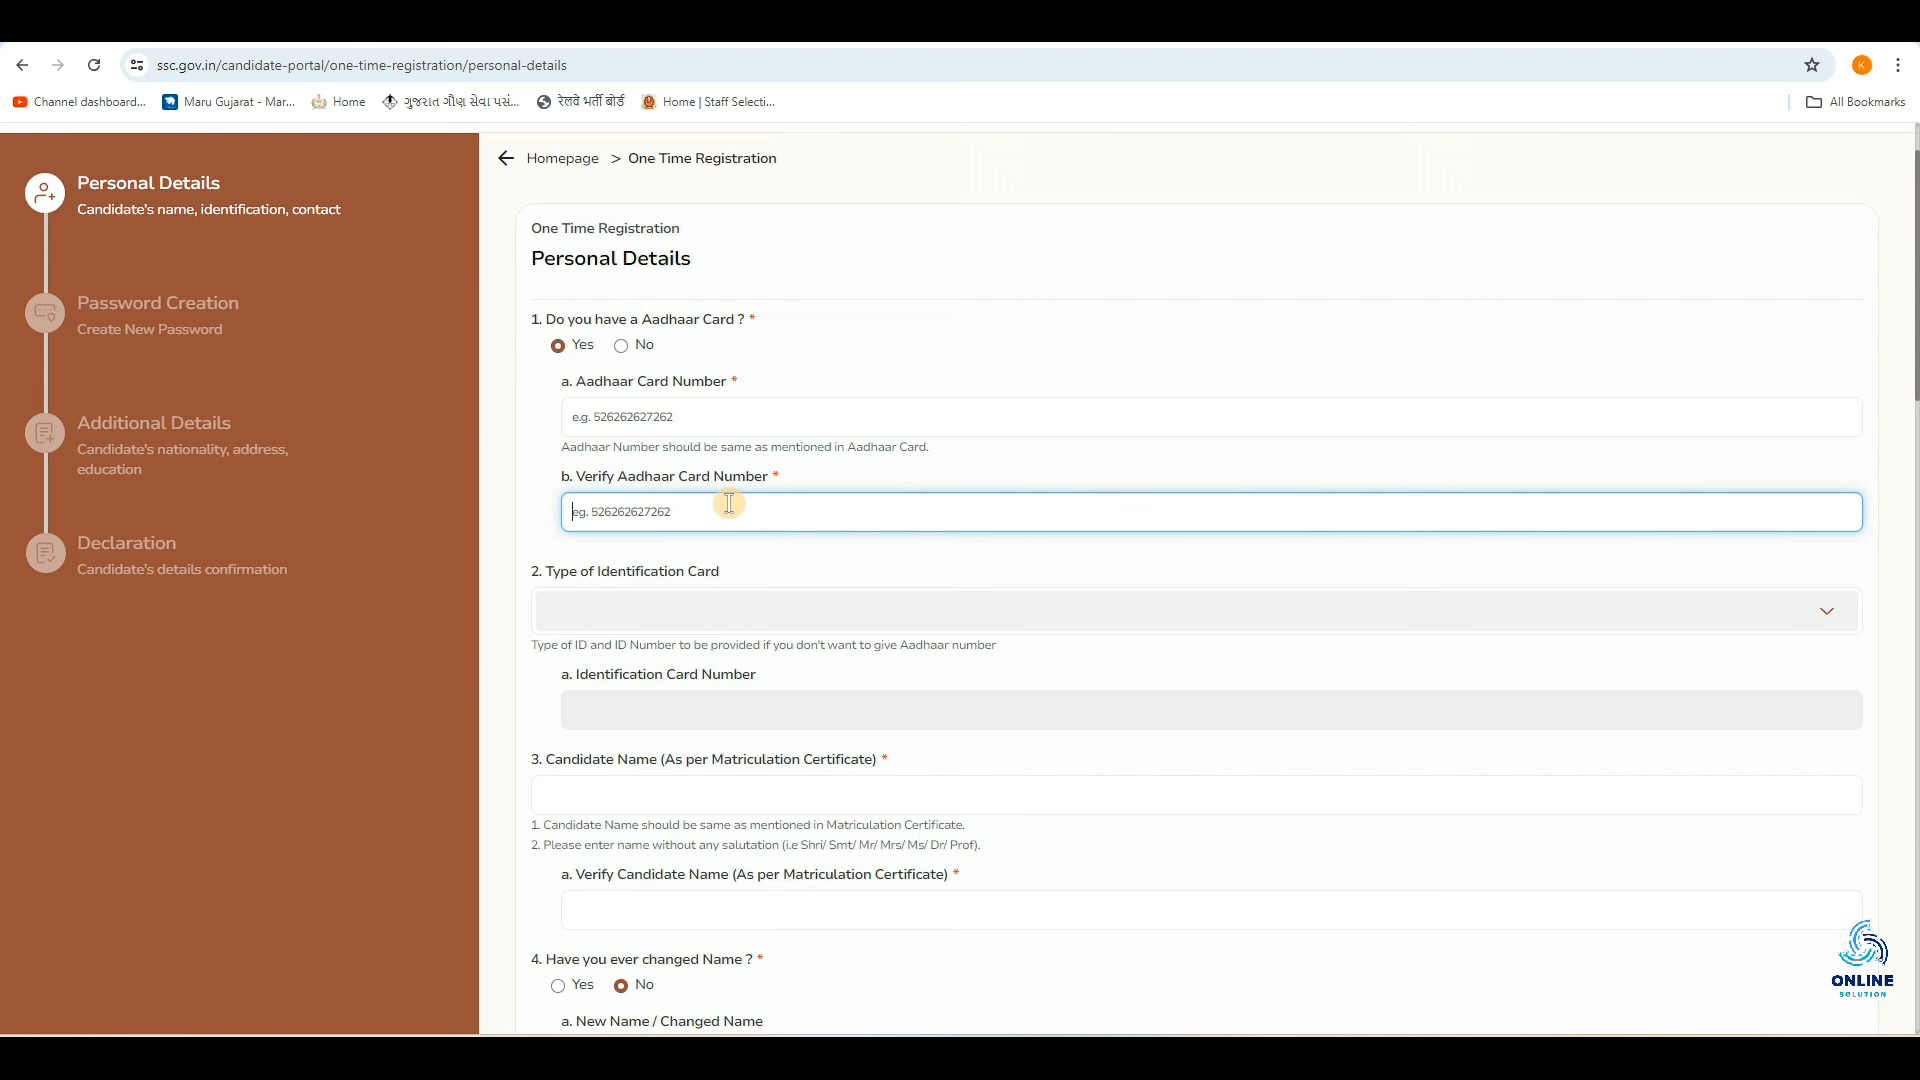 ssc.gov.in/candidate-portal/one-time-registration/personal-details
K
Channel dashboard...
Maru Gujarat - Mar...
Home
ગુજરાત ગૌણ સેવા પસં...
रेलवे भर्ती बोर्ड
Home | Staff Selecti...
All Bookmarks
Personal Details
Candidate's name, identification, contact
Password Creation
Create New Password
Additional Details
Candidate's nationality, address,
education
Declaration
Candidate's details confirmation
Homepage > One Time Registration
One Time Registration
Personal Details
1. Do you have a Aadhaar Card ? *
Yes No
a. Aadhaar Card Number *
e.g. 526262627262
Aadhaar Number should be same as mentioned in Aadhaar Card.
b. Verify Aadhaar Card Number *
eg. 526262627262
2. Type of Identification Card
Type of ID and ID Number to be provided if you don't want to give Aadhaar number
a. Identification Card Number
3. Candidate Name (As per Matriculation Certificate) *
1. Candidate Name should be same as mentioned in Matriculation Certificate.
2. Please enter name without any salutation (i.e Shri/ Smt/ Mr/ Mrs/ Ms/ Dr/ Prof).
a. Verify Candidate Name (As per Matriculation Certificate) *
4. Have you ever changed Name ? *
Yes No
a. New Name / Changed Name
ONLINE
SOLUTION